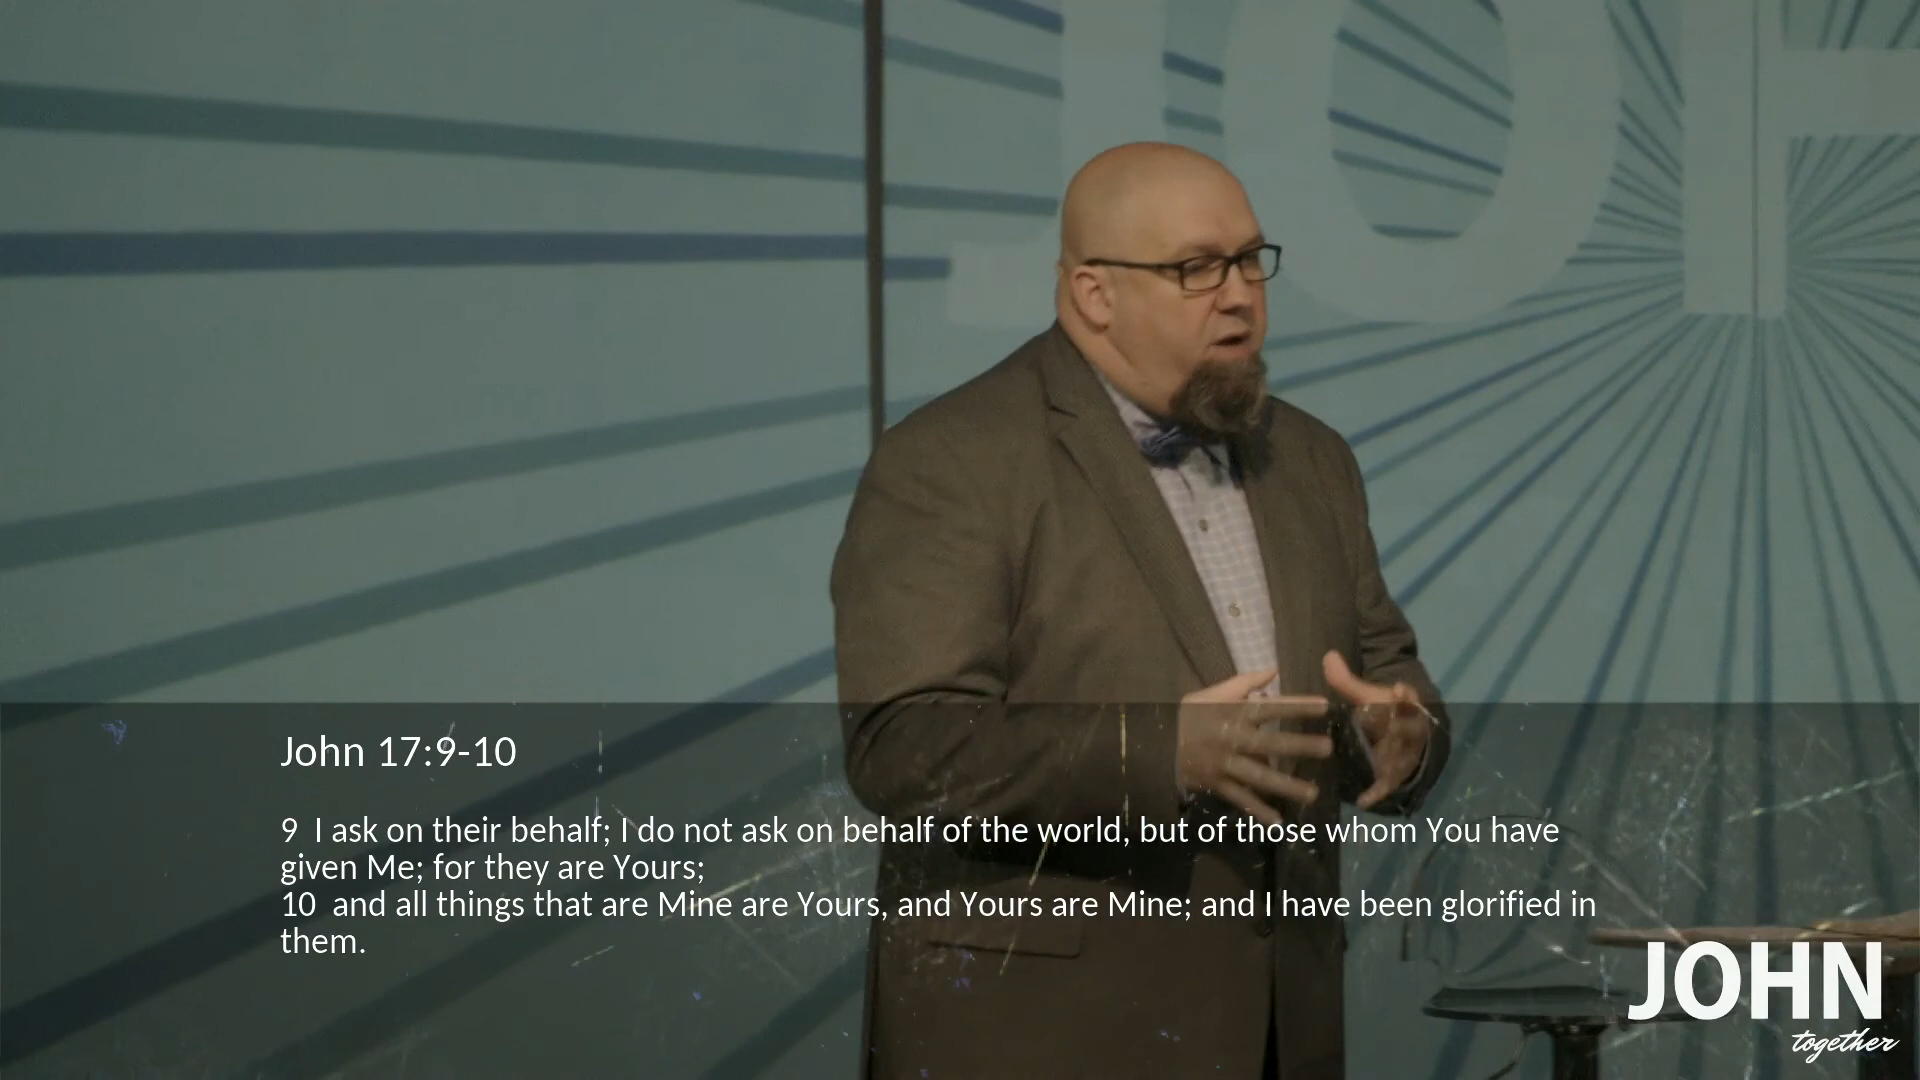 JOH
John 17:9-10
9  I ask on their behalf; I do not ask on behalf of the world, but of those whom You have
given Me; for they are Yours;
10  and all things that are Mine are Yours, and Yours are Mine; and I have been glorified in
them.
JOHN
together